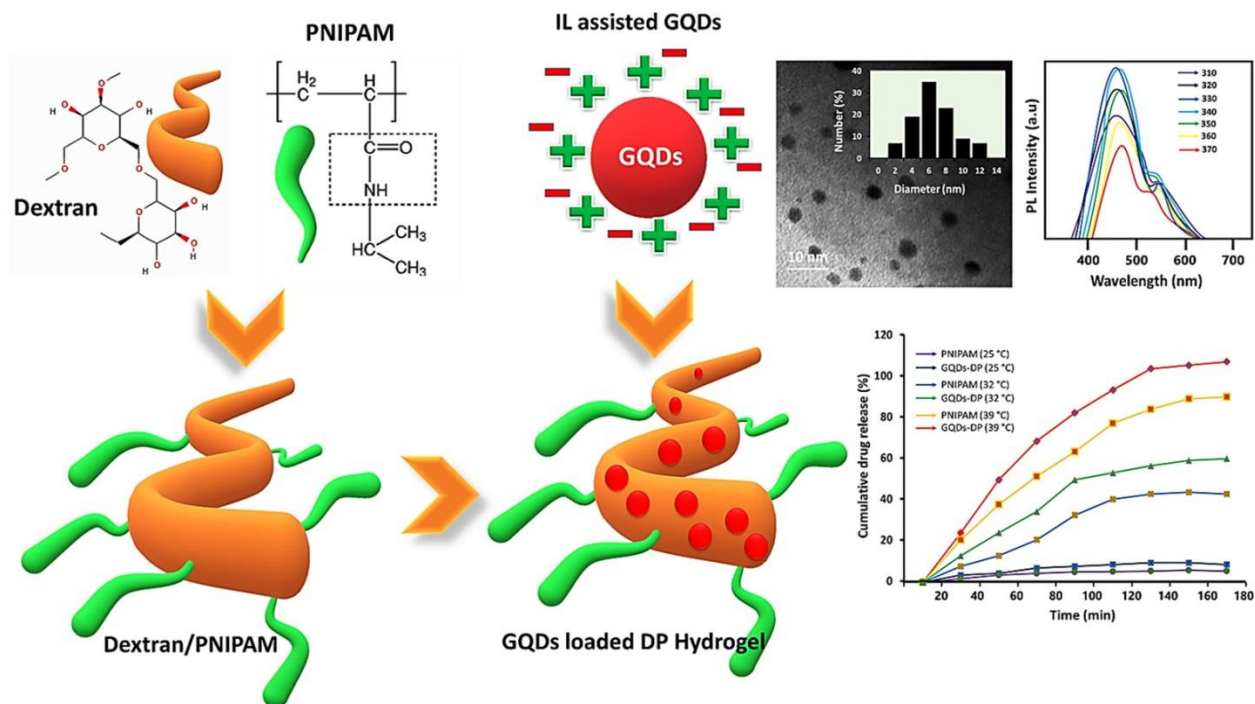 PNIPAM
IL assisted GQDs
Dextran
O
O
O
H
O
H
O
O
O
O
O
O
H
O
O
H
O
H
CH2
H
C
C=O
NH
HC
CH3
CH3
GQDs
Number (%)
40
30
20
10
0
0 2 4 6 8 10 12 14
Diameter (nm)
10 nm
PL Intensity (a.u)
310
320
330
340
350
360
370
400 500 600 700
Wavelength (nm)
Dextran/PNIPAM
GQDs loaded DP Hydrogel
Cumulative drug release (%)
120
100
80
60
40
20
0
PNIPAM (25 °C)
GQDs-DP (25 °C)
PNIPAM (32 °C)
GQDs-DP (32 °C)
PNIPAM (39 °C)
GQDs-DP (39 °C)
20 40 60 80 100 120 140 160 180
Time (min)